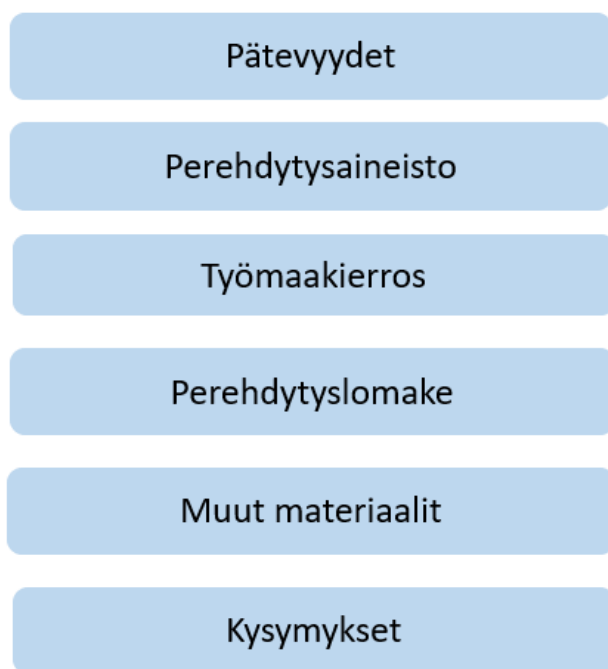 Pätevyydet
Perehdytysaineisto
Työmaakierros
Perehdytyslomake
Muut materiaalit
Kysymykset